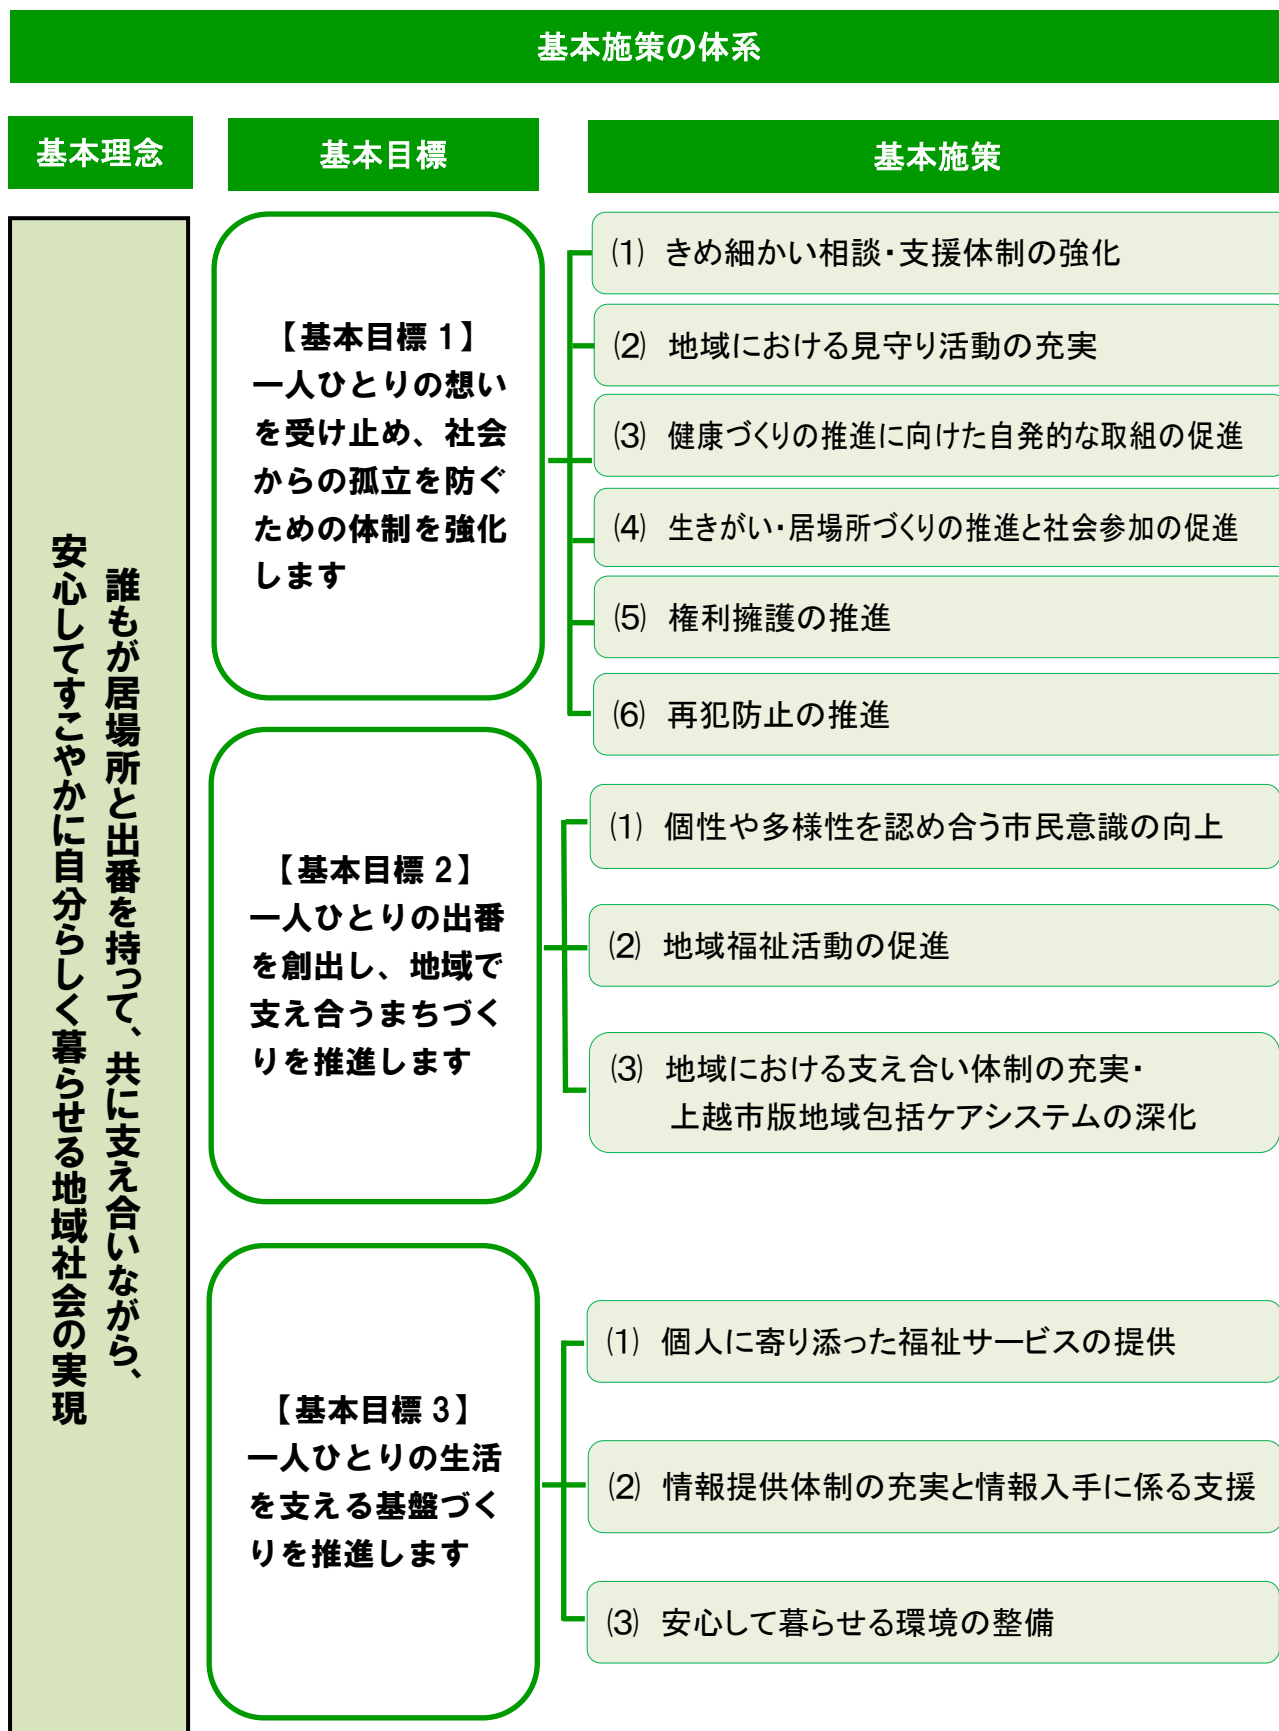 基本施策の体系
基本理念
基本目標
基本施策
誰もが居場所と出番を持って、共に支え合いながら、
安心してすこやかに自分らしく暮らせる地域社会の実現
【基本目標 1】
一人ひとりの想い
を受け止め、社会
からの孤立を防ぐ
ための体制を強化
します
⑴ きめ細かい相談・支援体制の強化
⑵ 地域における見守り活動の充実
⑶ 健康づくりの推進に向けた自発的な取組の促進
⑷ 生きがい・居場所づくりの推進と社会参加の促進
⑸ 権利擁護の推進
⑹ 再犯防止の推進
【基本目標 2】
一人ひとりの出番
を創出し、地域で
支え合うまちづく
りを推進します
⑴ 個性や多様性を認め合う市民意識の向上
⑵ 地域福祉活動の促進
⑶ 地域における支え合い体制の充実・
上越市版地域包括ケアシステムの深化
【基本目標 3】
一人ひとりの生活
を支える基盤づく
りを推進します
⑴ 個人に寄り添った福祉サービスの提供
⑵ 情報提供体制の充実と情報入手に係る支援
⑶ 安心して暮らせる環境の整備